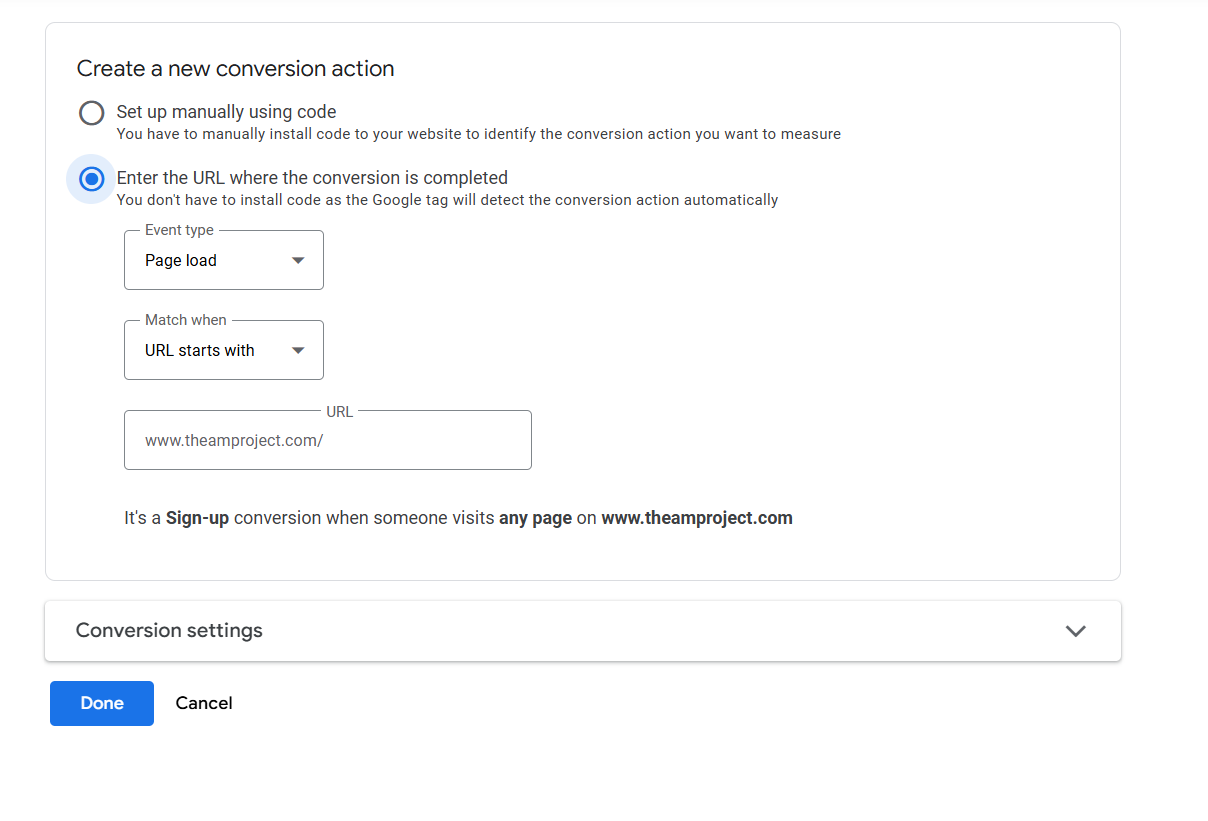 Create a new conversion action
Set up manually using code
You have to manually install code to your website to identify the conversion action you want to measure
Enter the URL where the conversion is completed
You don't have to install code as the Google tag will detect the conversion action automatically
Event type
Page load
Match when
URL starts with
URL
www.theamproject.com/
It's a Sign-up conversion when someone visits any page on www.theamproject.com
Conversion settings
Done Cancel